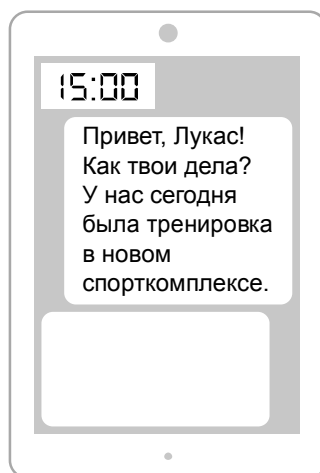 15:00
Привет, Лукас!
Как твои дела?
У нас сегодня
была тренировка
в новом
спорткомплексе.